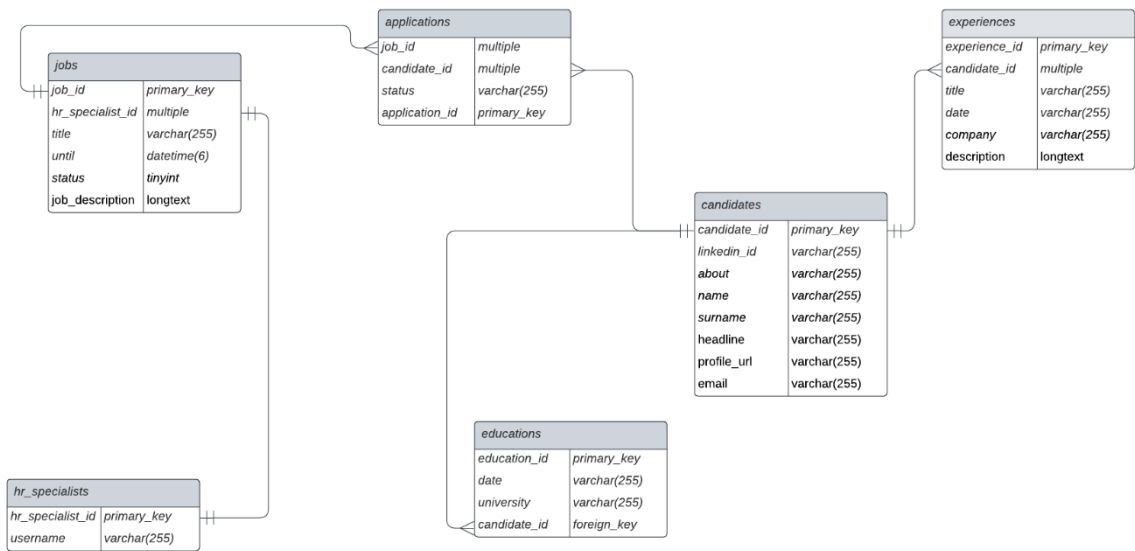 applications
job_id multiple
candidate_id multiple
status varchar(255)
application_id primary_key
experiences
experience_id primary_key
candidate_id multiple
title varchar(255)
date varchar(255)
company varchar(255)
description longtext
jobs
job_id primary_key
hr_specialist_id multiple
title varchar(255)
until datetime(6)
status tinyint
job_description longtext
candidates
candidate_id primary_key
linkedin_id varchar(255)
about varchar(255)
name varchar(255)
surname varchar(255)
headline varchar(255)
profile_url varchar(255)
email varchar(255)
educations
education_id primary_key
date varchar(255)
university varchar(255)
candidate_id foreign_key
hr_specialists
hr_specialist_id primary_key
username varchar(255)